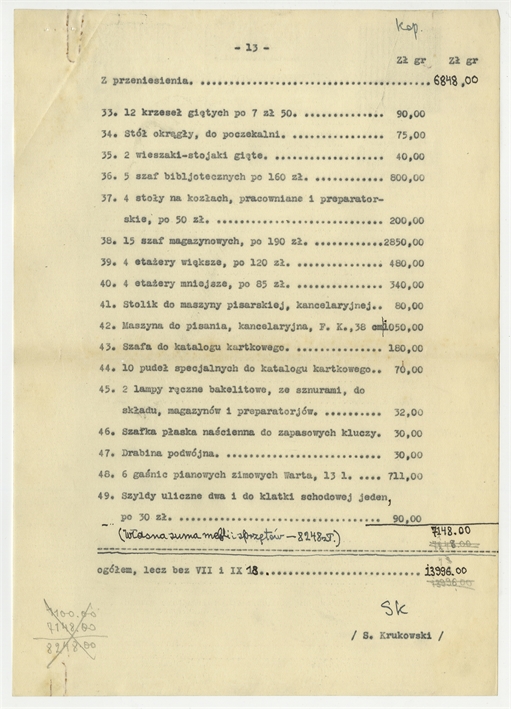 Kop.
- 13 -
Zł gr Zł gr
Z przeniesienia. .................................. 6848,00
33. 12 krzeseł giętych po 7 zł 50. ............... 90,00
34. Stół okrągły, do poczekalni. ............... 75,00
35. 2 wieszaki-stojaki gięte. .................. 40,00
36. 5 szaf bibljotecznych po 160 zł. ........... 800,00
37. 4 stoły na kozłach, pracowniane i preparator-
skie, po 50 zł. ........................ 200,00
38. 15 szaf magazynowych, po 190 zł. ...........2850,00
39. 4 etażery większe, po 120 zł. .............. 480,00
40. 4 etażery mniejsze, po 85 zł. .............. 340,00
41. Stolik do maszyny pisarskiej, kancelaryjnej.. 80,00
42. Maszyna do pisania, kancelaryjna, F. K.,38 cm 1050,00
43. Szafa do katalogu kartkowego. .............. 180,00
44. 10 pudeł specjalnych do katalogu kartkowego.. 70,00
45. 2 lampy ręczne bakelitowe, ze sznurami, do
składu, magazynów i preparatorjów. ......... 32,00
46. Szafka płaska naścienna do zapasowych kluczy. 30,00
47. Drabina podwójna. .......................... 30,00
48. 6 gaśnic pianowych zimowych Warta, 13 l. .... 711,00
49. Szyldy uliczne dwa i do klatki schodowej jeden,
po 30 zł. .............................. 90,00
(Własna suma mebli i sprzętów - 8248 zł.) 7148.00
7148.00
ogółem, lecz bez VII i IX 18. ......................... 13996.00
13996.00
7100.00
7148.00
8248.00
SK
/ S. Krukowski /